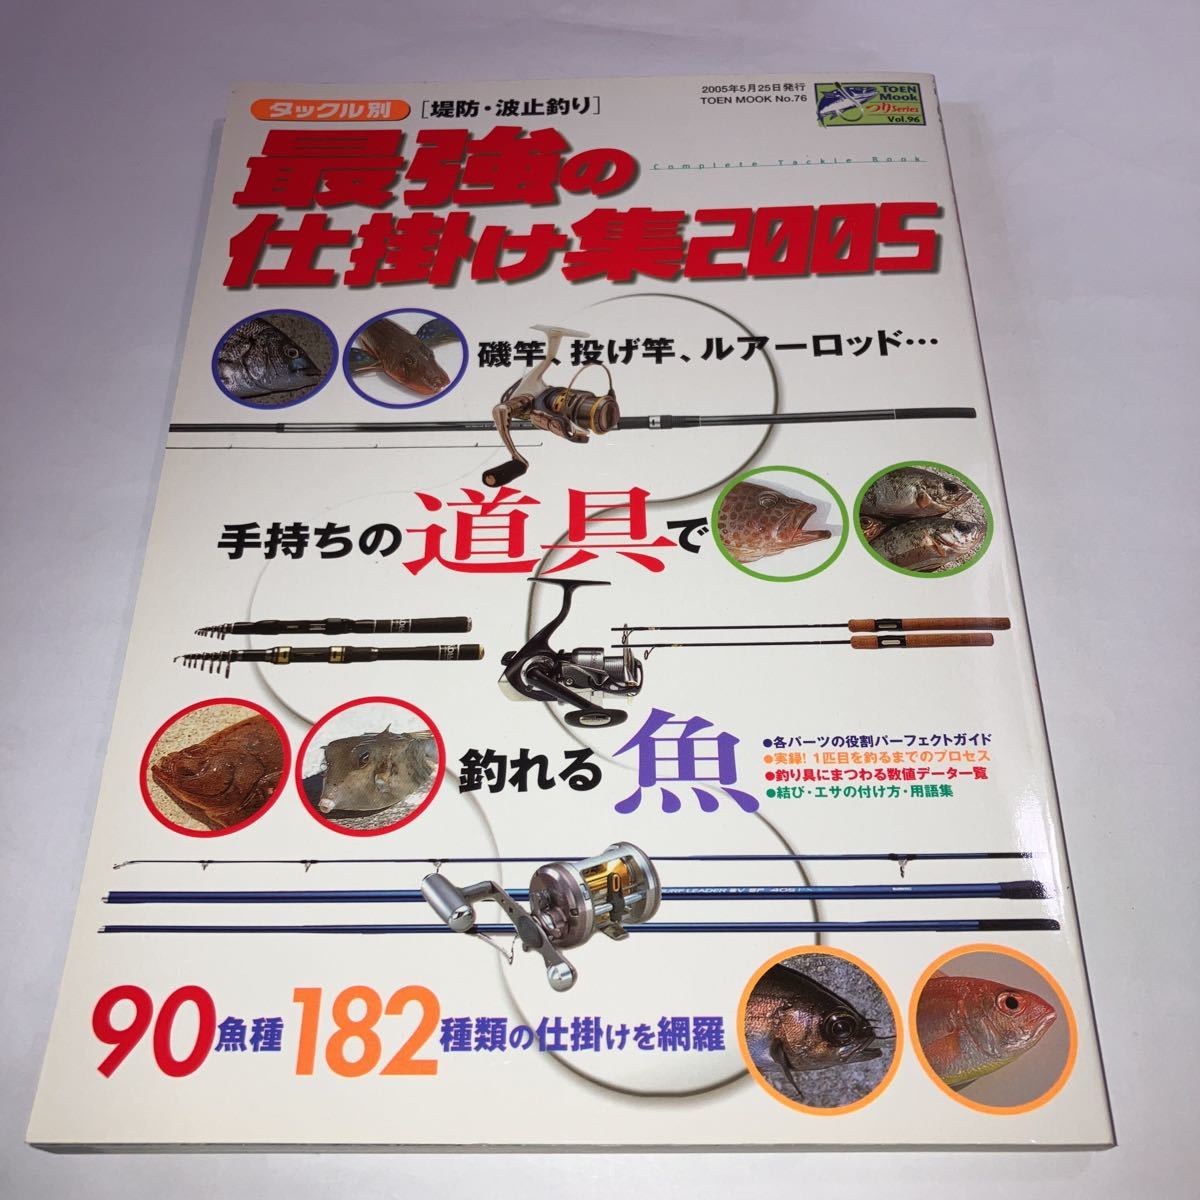 タックル別
[堤防・波止釣り]
2005年5月25日発行
TOEN MOOK No.76
TOEN
Mook
つりSeries
Vol.96
最強の
Complete Tackle Book
仕掛け集2005
磯竿、投げ竿、ルアーロッド…
手持ちの道具で
釣れる魚
●各パーツの役割パーフェクトガイド
●実録！1匹目を釣るまでのプロセス
●釣り具にまつわる数値データ一覧
●結び・エサの付け方・用語集
SURF LEADER EV SF 405
90魚種182種類の仕掛けを網羅